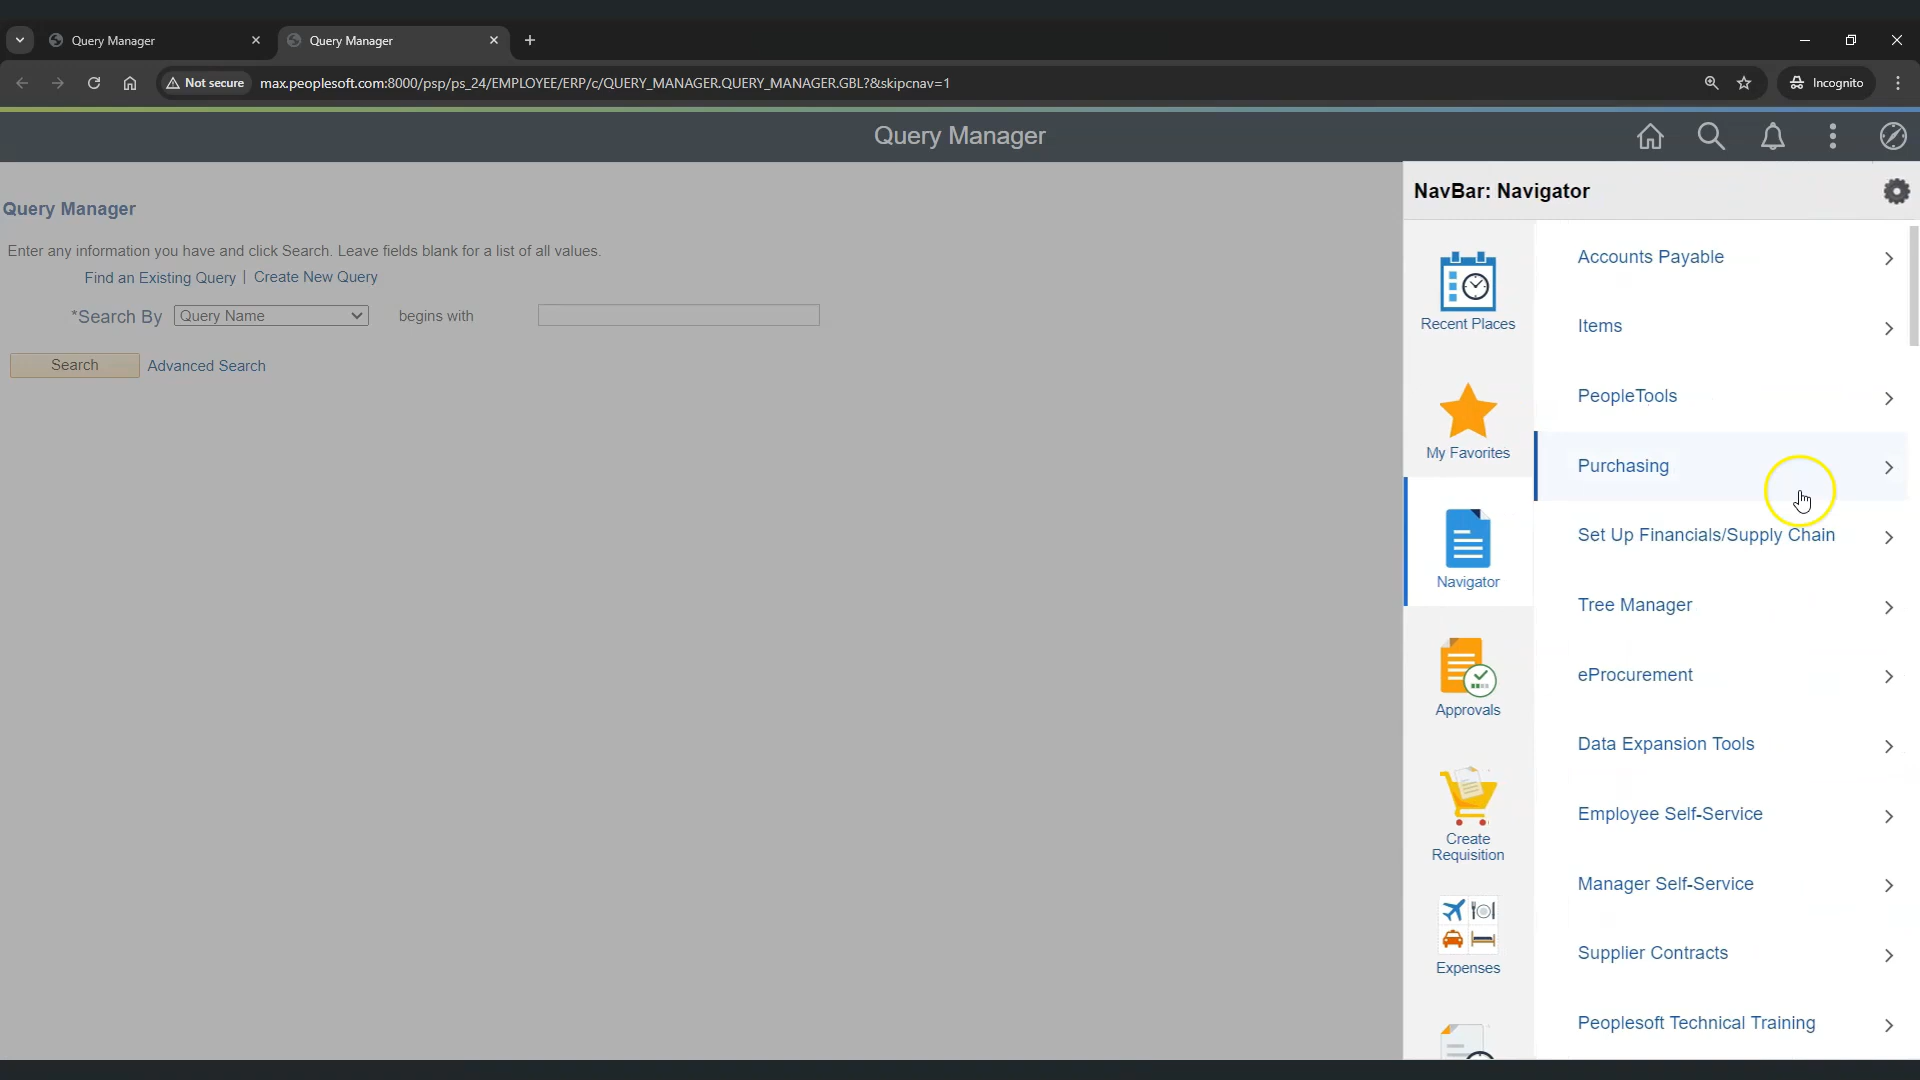 Query Manager
Query Manager
Not secure
max.peoplesoft.com:8000/psp/ps_24/EMPLOYEE/ERP/c/QUERY_MANAGER.QUERY_MANAGER.GBL?&skipcnav=1
Incognito
Query Manager
NavBar: Navigator
Query Manager
Enter any information you have and click Search. Leave fields blank for a list of all values.
Find an Existing Query | Create New Query
*Search By Query Name begins with
Search Advanced Search
Recent Places
My Favorites
Navigator
Approvals
Create
Requisition
Expenses
Accounts Payable
Items
PeopleTools
Purchasing
Set Up Financials/Supply Chain
Tree Manager
eProcurement
Data Expansion Tools
Employee Self-Service
Manager Self-Service
Supplier Contracts
Peoplesoft Technical Training